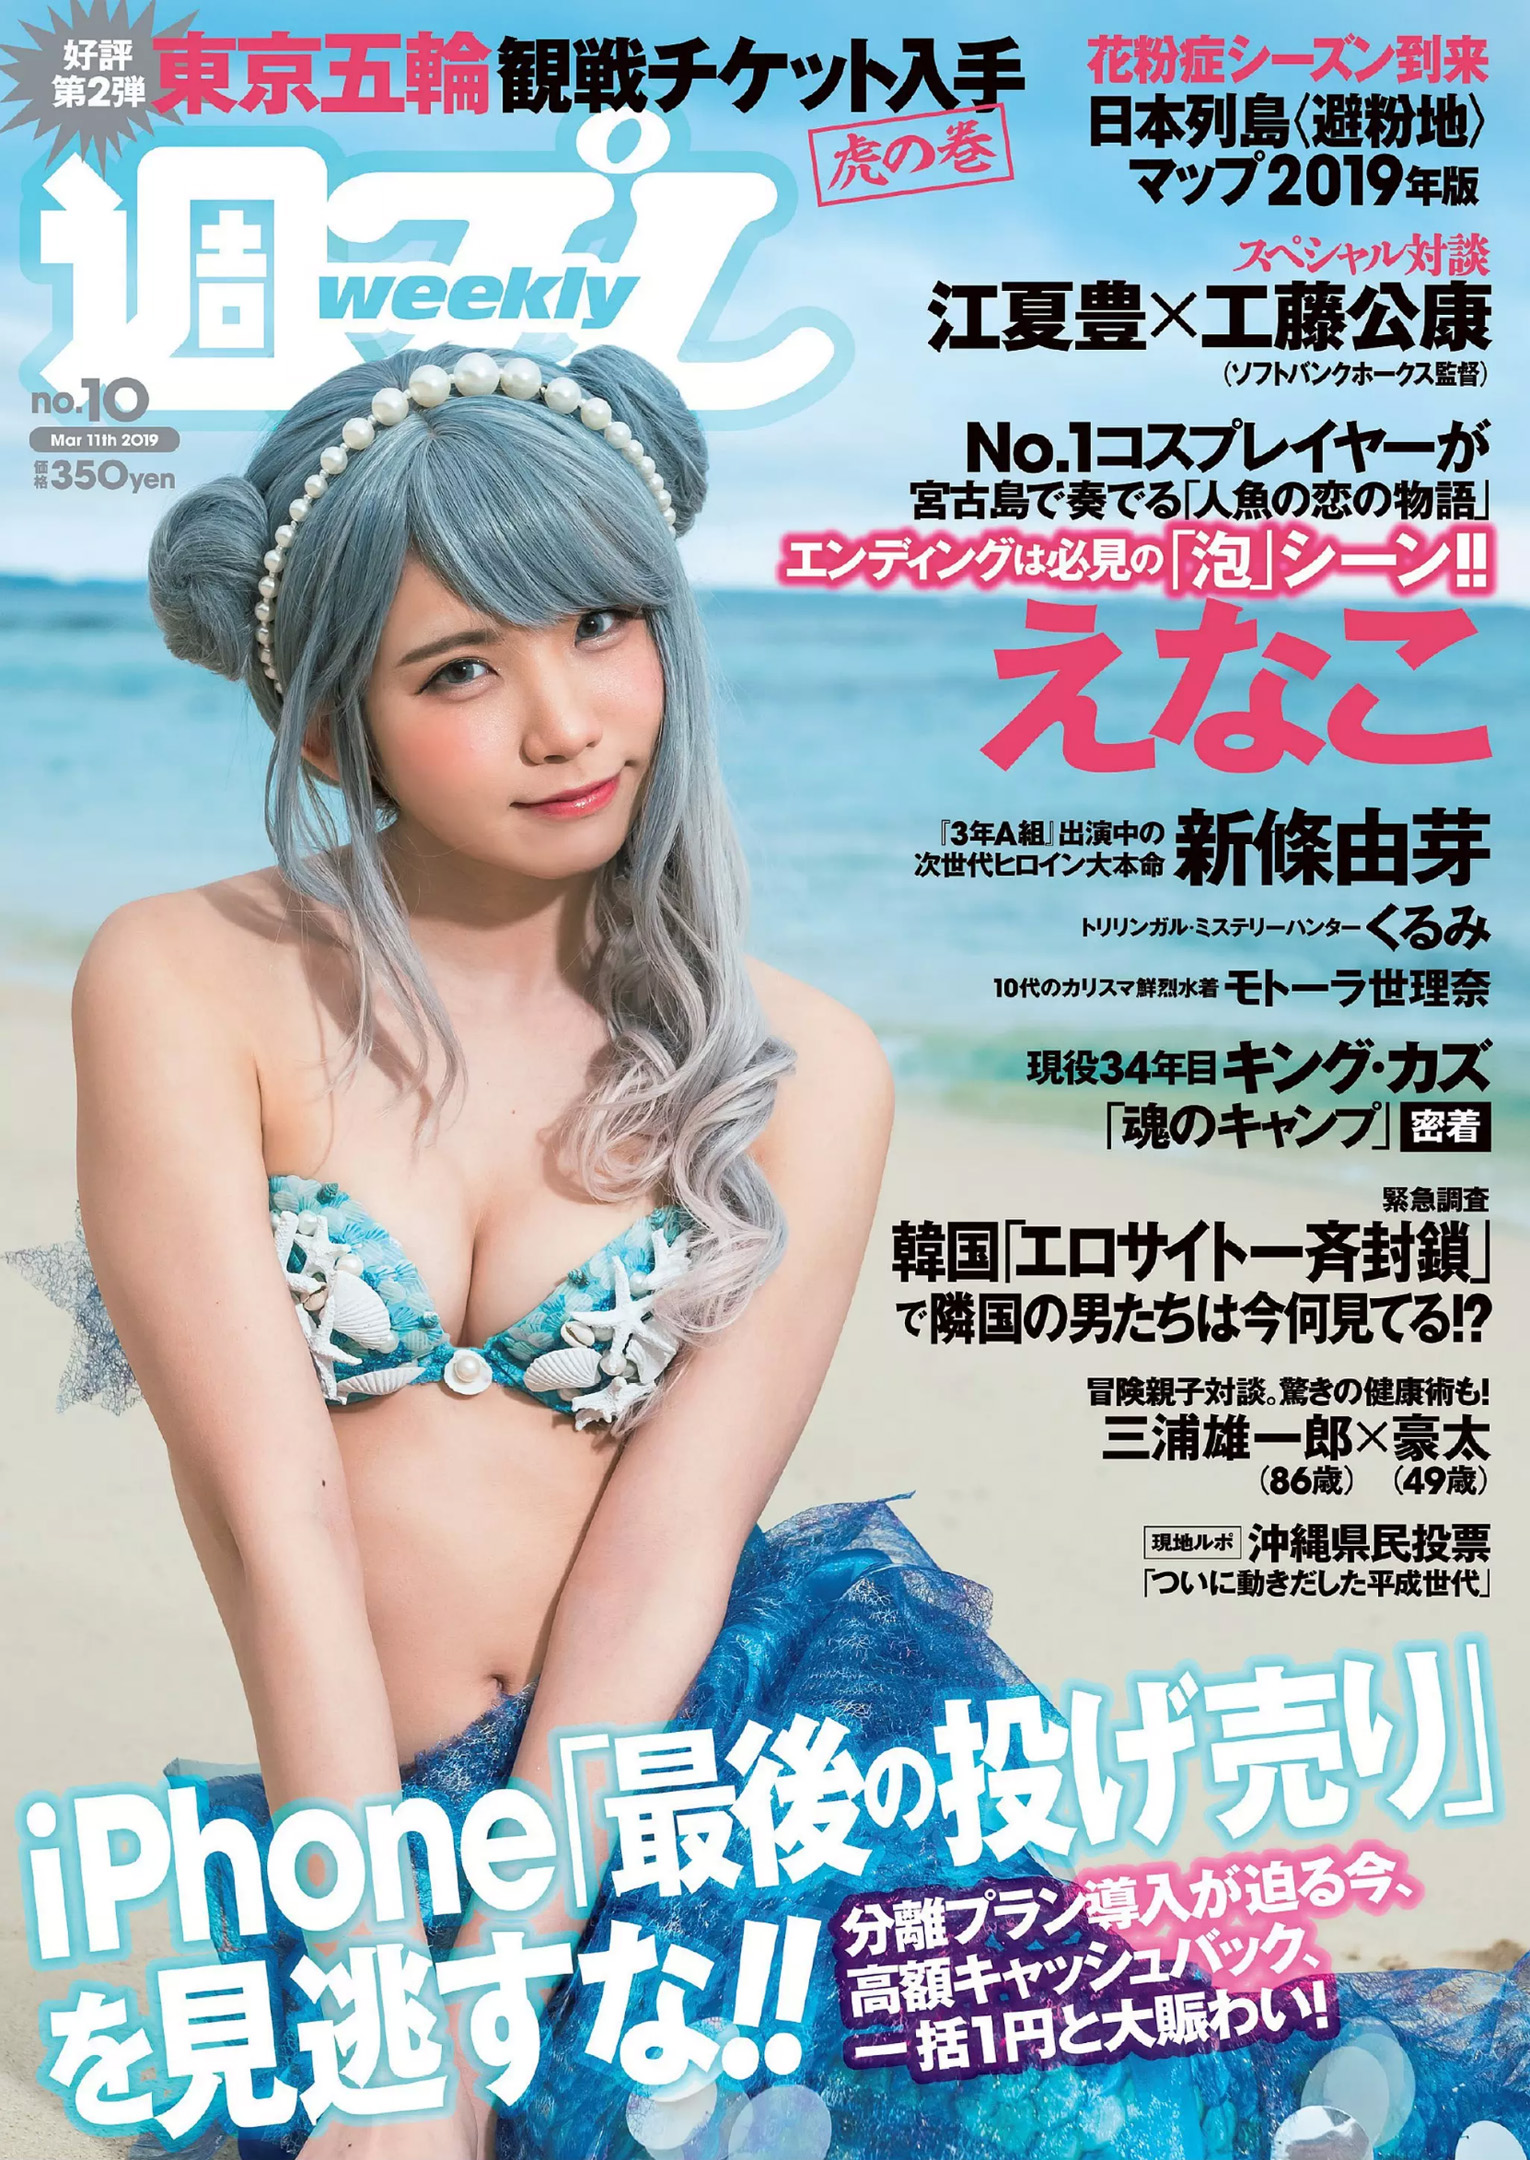 好評
第2弾
東京五輪観戦チケット入手
虎の巻
週プレ
weekly
no.10
Mar 11th 2019
価格350yen
花粉症シーズン到来
日本列島〈避粉地〉
マップ2019年版
スペシャル対談
江夏豊×工藤公康
(ソフトバンクホークス監督)
No.1コスプレイヤーが
宮古島で奏でる「人魚の恋の物語」
エンディングは必見の「泡」シーン!!
えなこ
『3年A組』出演中の
次世代ヒロイン大本命 新條由芽
トリリンガル・ミステリーハンター くるみ
10代のカリスマ鮮烈水着 モトーラ世理奈
現役34年目 キング・カズ
「魂のキャンプ」密着
緊急調査
韓国「エロサイト一斉封鎖」
で隣国の男たちは今何見てる!?
冒険親子対談。驚きの健康術も!
三浦雄一郎×豪太
(86歳) (49歳)
現地ルポ 沖縄県民投票
「ついに動きだした平成世代」
iPhone「最後の投げ売り」
を見逃すな!!
分離プラン導入が迫る今、
高額キャッシュバック、
一括1円と大賑わい!